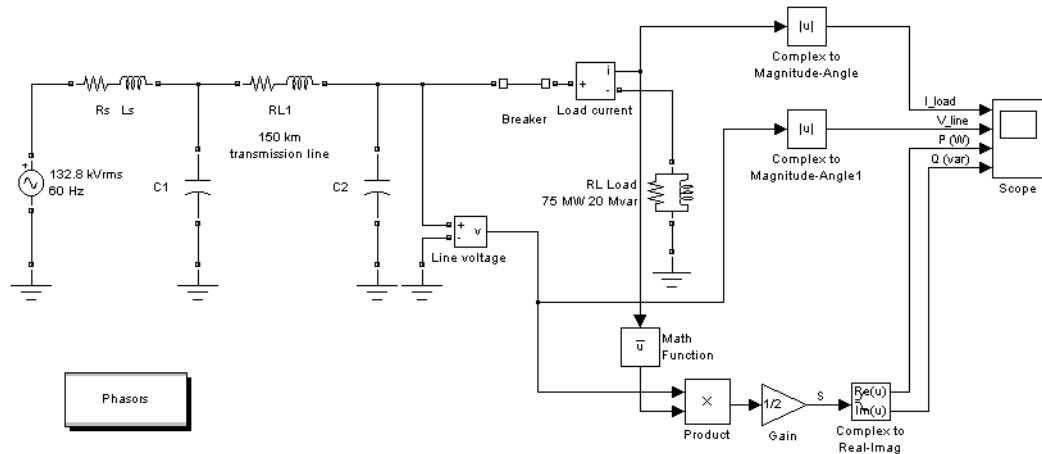 |u|
Complex to
Magnitude-Angle
Rs Ls
RL1
150 km
transmission line
Breaker
+
i
-
Load current
I_load
V_line
P (W)
Q (var)
Scope
|u|
Complex to
Magnitude-Angle1
+
132.8 kVrms
60 Hz
C1
C2
RL Load
75 MW 20 Mvar
+
-
v
Line voltage
u
Math
Function
Phasors
×
Product
1/2
Gain
S
Re(u)
Im(u)
Complex to
Real-Imag